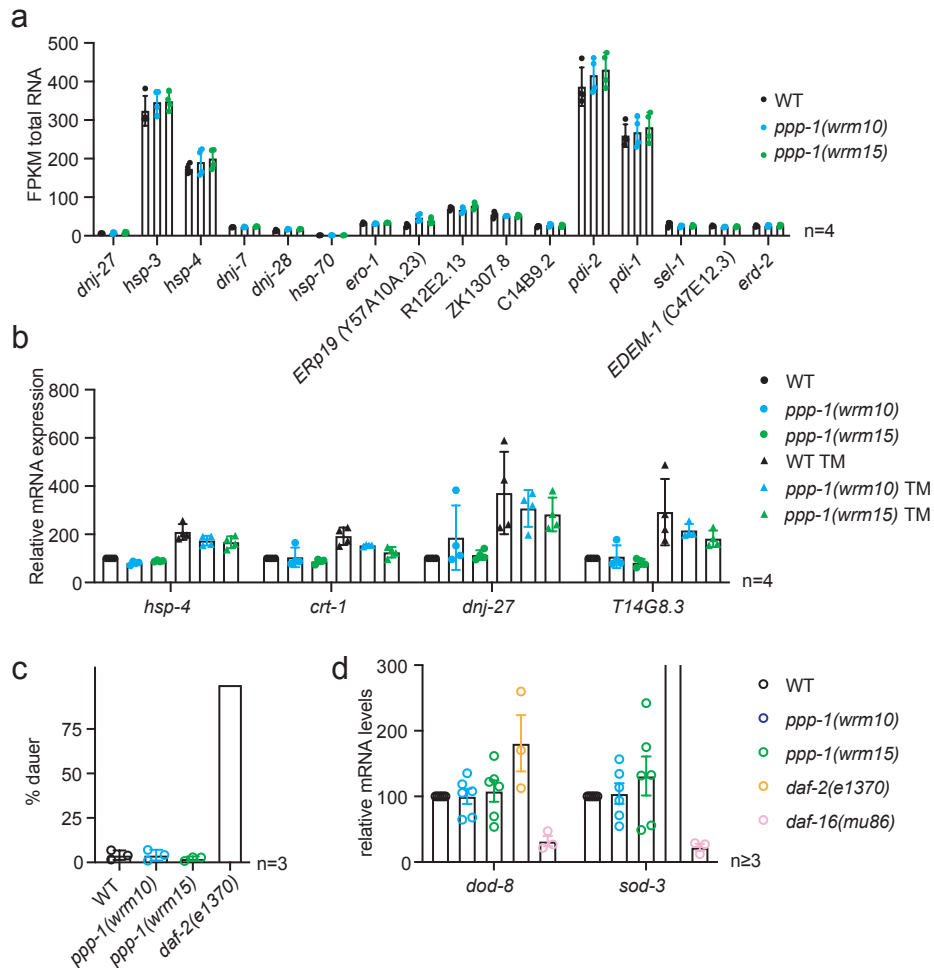 a
FPKM total RNA
500
400
300
200
100
0
dnj-27
hsp-3
hsp-4
dnj-7
dnj-28
hsp-70
ero-1
ERp19 (Y57A10A.23)
R12E2.13
ZK1307.8
C14B9.2
pdi-2
pdi-1
sel-1
EDEM-1 (C47E12.3)
erd-2
n=4
WT
ppp-1(wrm10)
ppp-1(wrm15)
b
Relative mRNA expression
800
600
400
200
0
hsp-4
crt-1
dnj-27
T14G8.3
n=4
WT
ppp-1(wrm10)
ppp-1(wrm15)
WT TM
ppp-1(wrm10) TM
ppp-1(wrm15) TM
c
% dauer
75
50
25
0
WT
ppp-1(wrm10)
ppp-1(wrm15)
daf-2(e1370)
n=3
d
relative mRNA levels
300
200
100
0
dod-8
sod-3
n≥3
WT
ppp-1(wrm10)
ppp-1(wrm15)
daf-2(e1370)
daf-16(mu86)